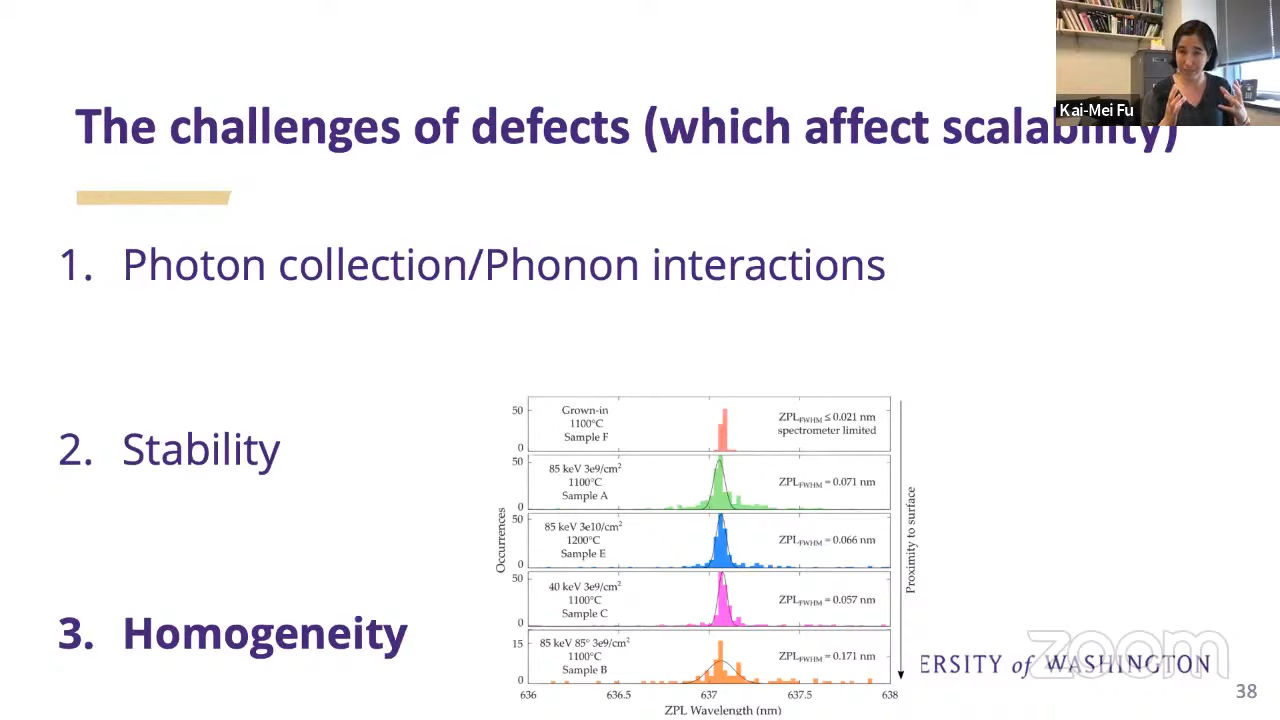 Kai-Mei Fu
The challenges of defects (which affect scalability)
1. Photon collection/Phonon interactions
2. Stability
3. Homogeneity
Occurrences
50
0
Grown-in
1100°C
Sample F
ZPL_FWHM ≤ 0.021 nm
spectrometer limited
50
0
85 keV 3e9/cm²
1100°C
Sample A
ZPL_FWHM = 0.071 nm
50
0
85 keV 3e10/cm²
1200°C
Sample E
ZPL_FWHM = 0.066 nm
50
0
40 keV 3e9/cm²
1100°C
Sample C
ZPL_FWHM = 0.057 nm
15
0
85 keV 85° 3e9/cm²
1100°C
Sample B
ZPL_FWHM = 0.171 nm
636 636.5 637 637.5 638
ZPL Wavelength (nm)
Proximity to surface
zoom
ERSITY of WASHINGTON
38